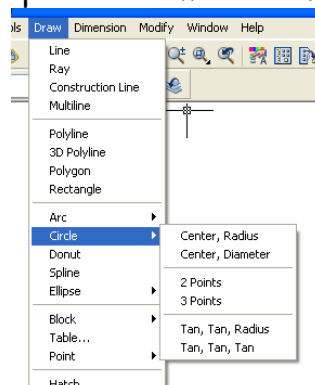 ls Draw Dimension Modify Window Help
Line
Ray
Construction Line
Multiline
Polyline
3D Polyline
Polygon
Rectangle
Arc
Circle
Donut
Spline
Ellipse
Block
Table...
Point
Hatch
Center, Radius
Center, Diameter
2 Points
3 Points
Tan, Tan, Radius
Tan, Tan, Tan